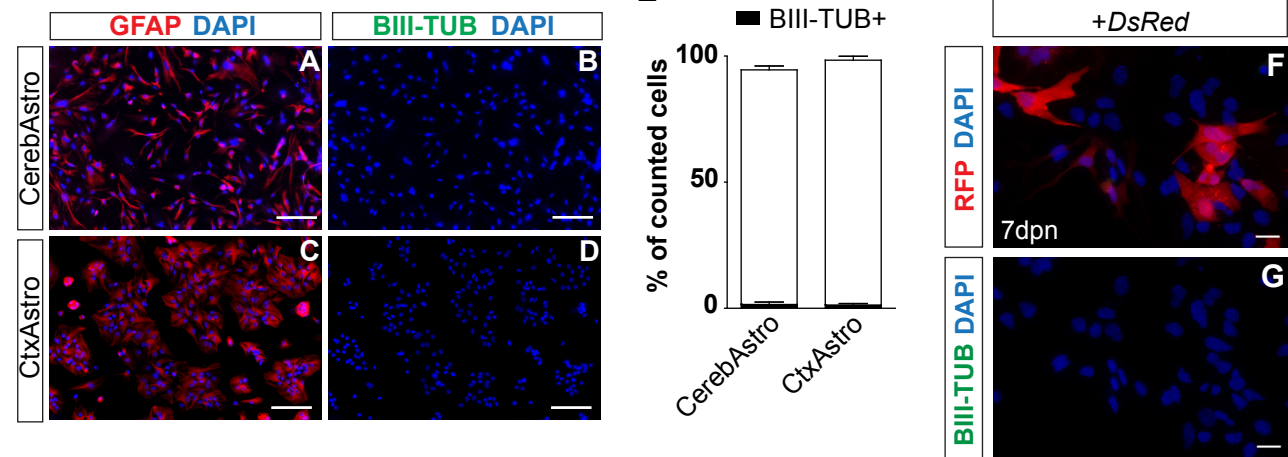 GFAP DAPI
BIII-TUB DAPI
CerebAstro
A
B
CtxAstro
C
D
BIII-TUB+
% of counted cells
100
50
0
CerebAstro
CtxAstro
+DsRed
RFP DAPI
F
7dpn
BIII-TUB DAPI
G